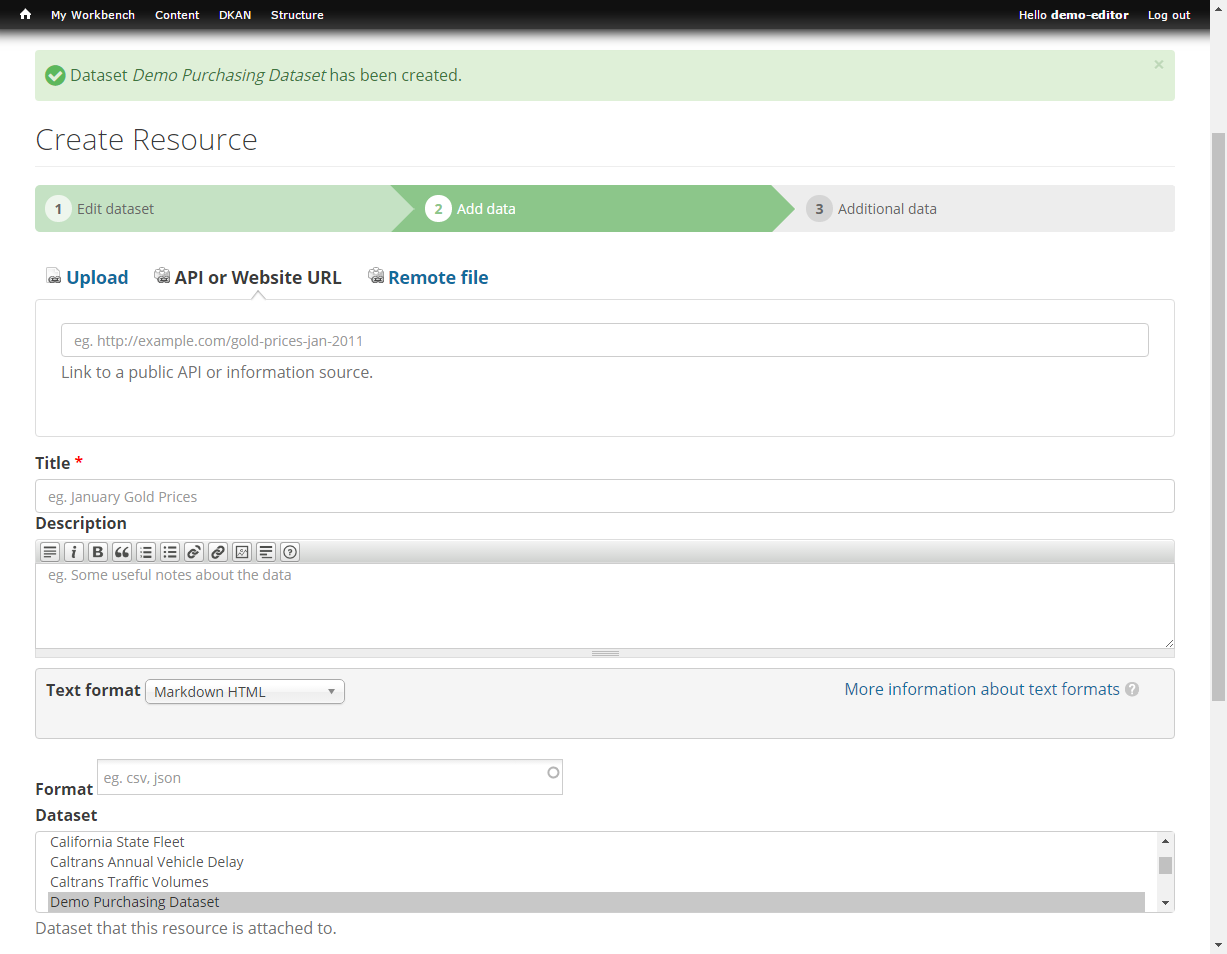 My Workbench Content DKAN Structure Hello demo-editor Log out
Dataset Demo Purchasing Dataset has been created. ×
Create Resource
1 Edit dataset 2 Add data 3 Additional data
Upload API or Website URL Remote file
eg. http://example.com/gold-prices-jan-2011
Link to a public API or information source.
Title *
eg. January Gold Prices
Description
eg. Some useful notes about the data
Text format Markdown HTML More information about text formats ?
Format eg. csv, json
Dataset
California State Fleet
Caltrans Annual Vehicle Delay
Caltrans Traffic Volumes
Demo Purchasing Dataset
Dataset that this resource is attached to.